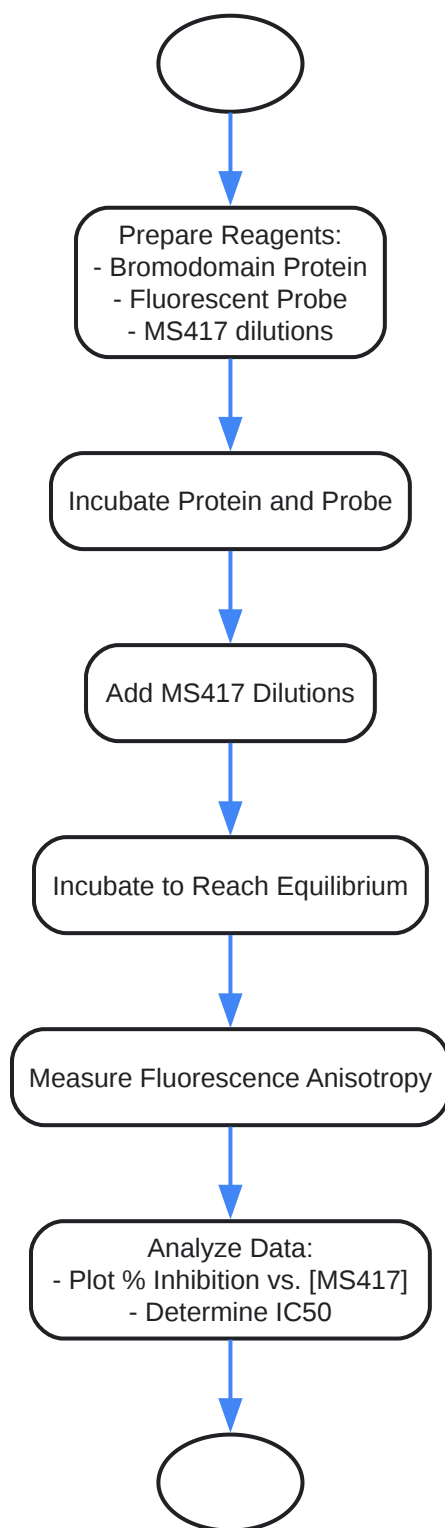 Prepare Reagents:
- Bromodomain Protein
- Fluorescent Probe
- MS417 dilutions
Incubate Protein and Probe
Add MS417 Dilutions
Incubate to Reach Equilibrium
Measure Fluorescence Anisotropy
Analyze Data:
- Plot % Inhibition vs. [MS417]
- Determine IC50